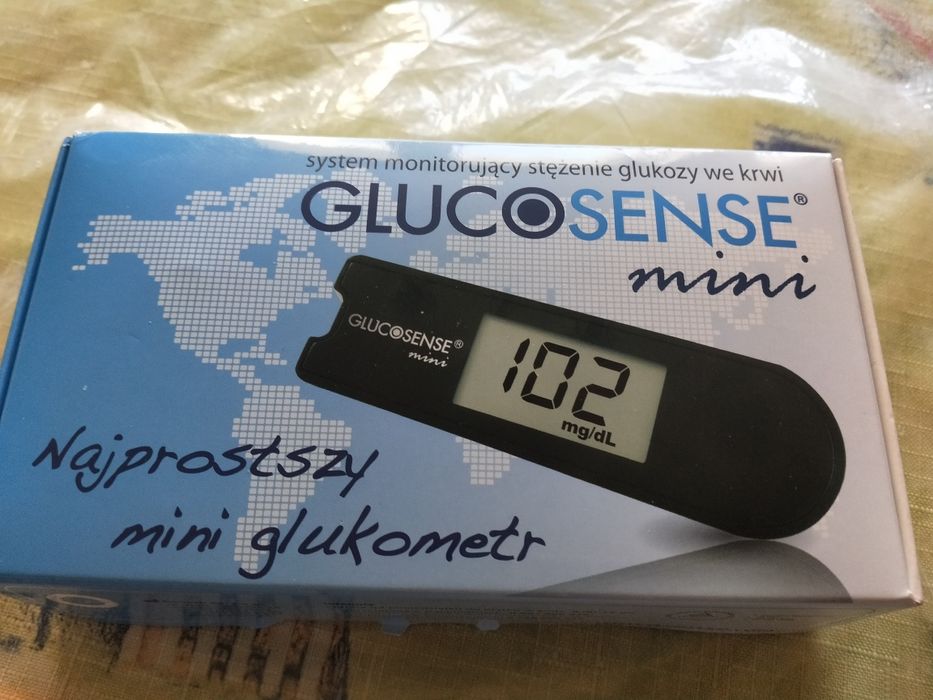 system monitorujący stężenie glukozy we krwi
GLUCOSENSE®
mini
GLUCOSENSE®
mini
102
mg/dL
Najprostszy
mini glukometr